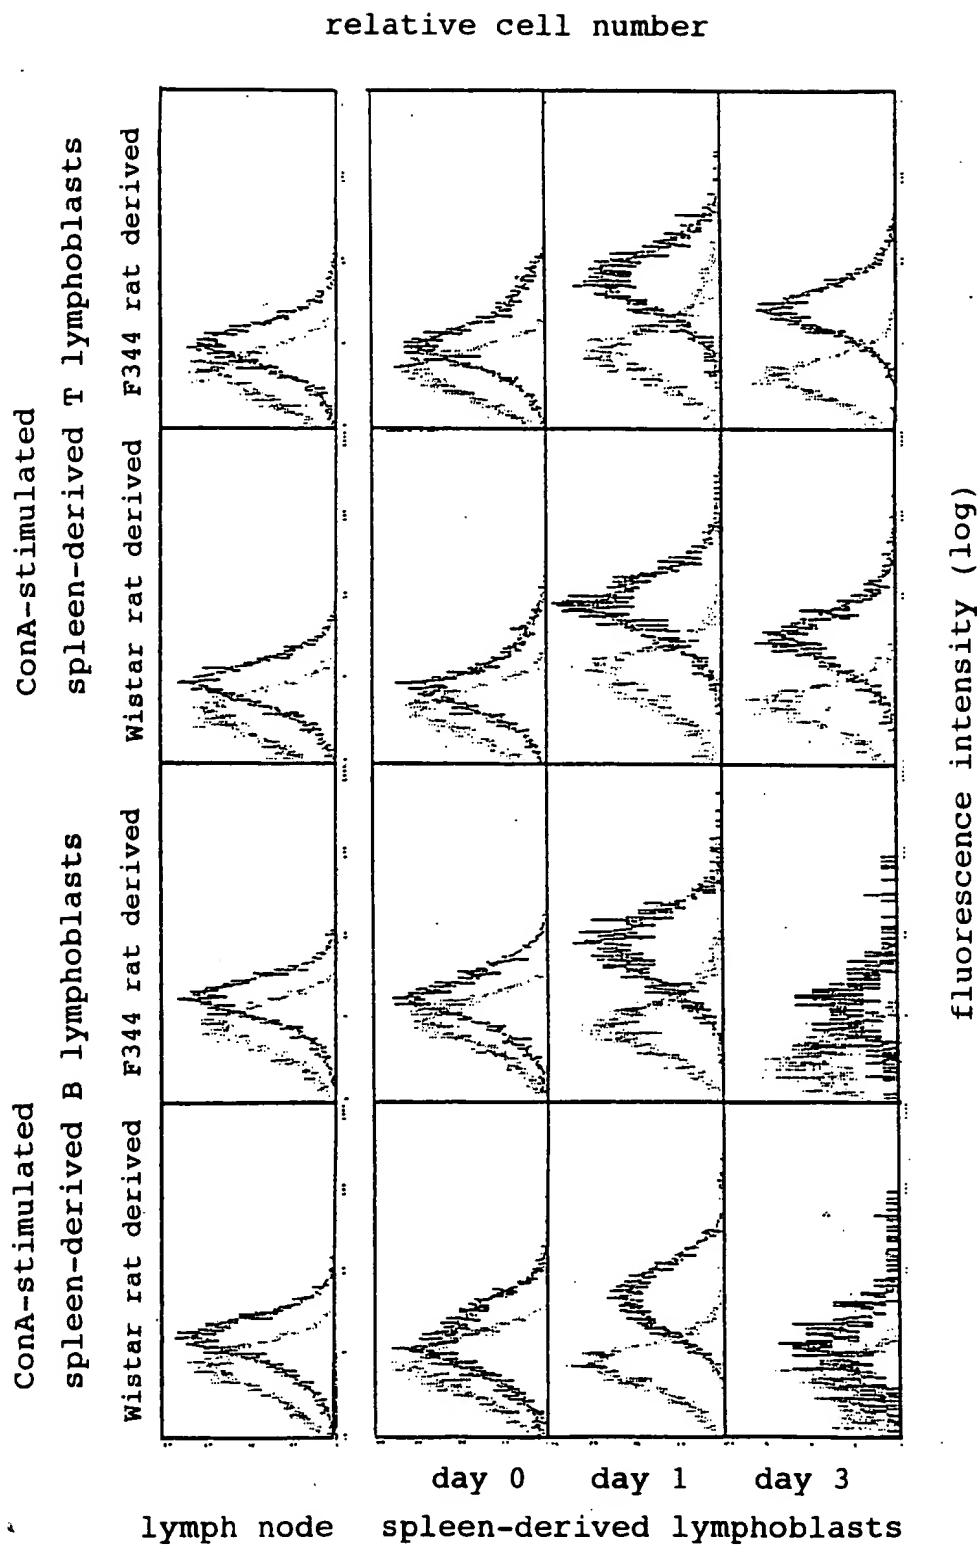 relative cell number
ConA-stimulated
spleen-derived T lymphoblasts
F344 rat derived
Wistar rat derived
ConA-stimulated
spleen-derived B lymphoblasts
F344 rat derived
Wistar rat derived
fluorescence intensity (log)
day 0
day 1
day 3
lymph node
spleen-derived lymphoblasts